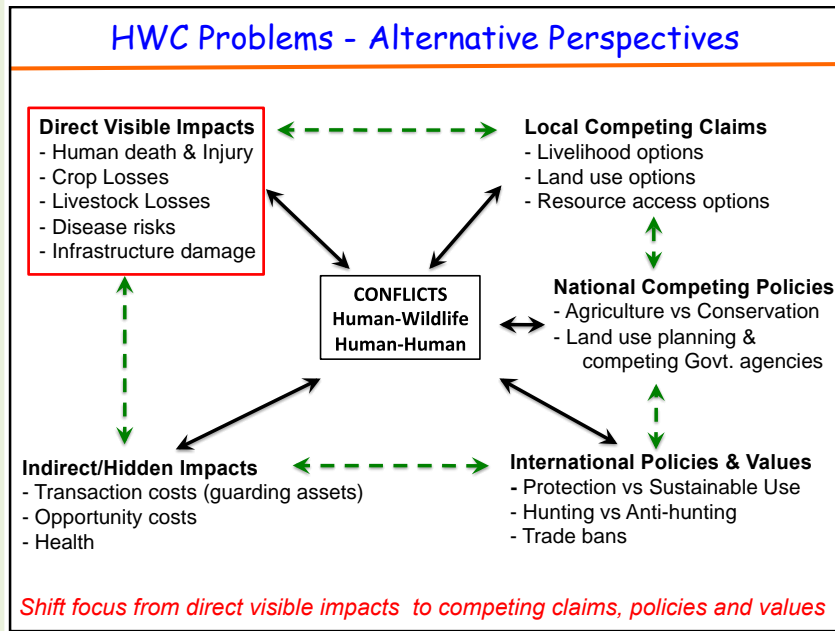 HWC Problems - Alternative Perspectives
Direct Visible Impacts
- Human death & Injury
- Crop Losses
- Livestock Losses
- Disease risks
- Infrastructure damage
Local Competing Claims
- Livelihood options
- Land use options
- Resource access options
CONFLICTS
Human-Wildlife
Human-Human
National Competing Policies
- Agriculture vs Conservation
- Land use planning &
competing Govt. agencies
Indirect/Hidden Impacts
- Transaction costs (guarding assets)
- Opportunity costs
- Health
International Policies & Values
- Protection vs Sustainable Use
- Hunting vs Anti-hunting
- Trade bans
Shift focus from direct visible impacts to competing claims, policies and values